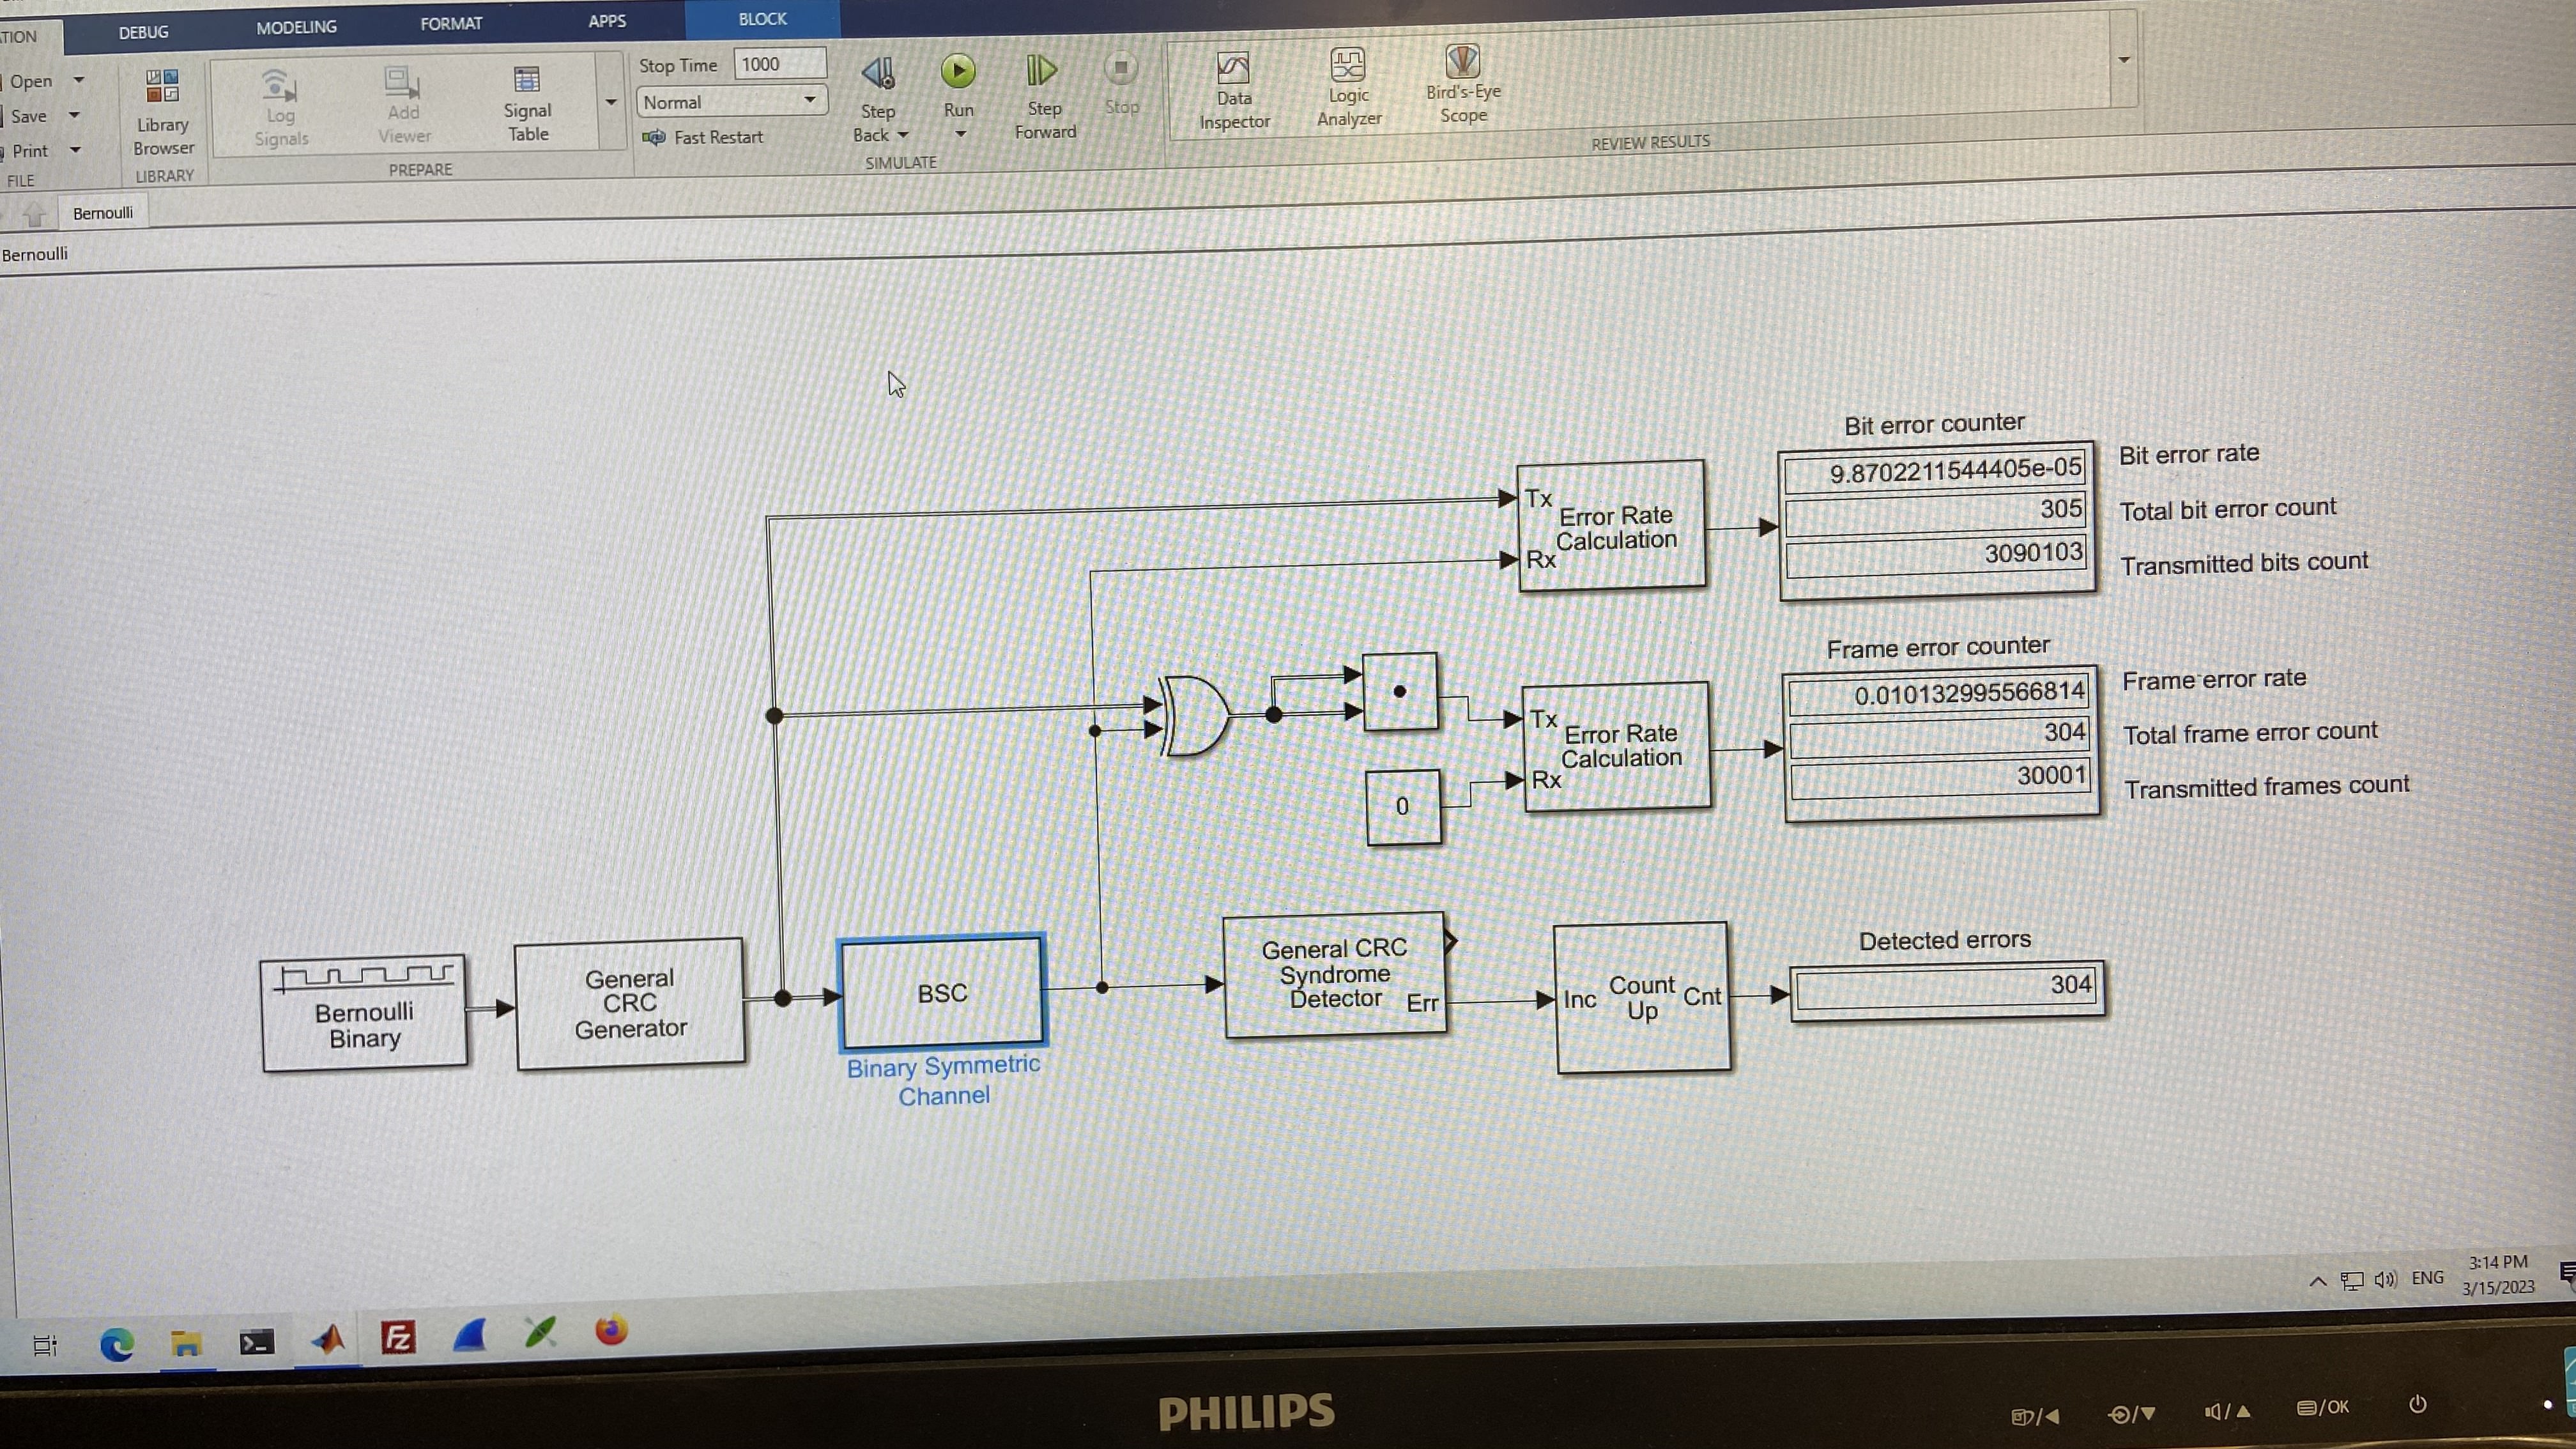 TION
DEBUG
MODELING
FORMAT
APPS
BLOCK
Open
Save
Print
FILE
Library
Browser
LIBRARY
Log
Signals
Add
Viewer
Signal
Table
PREPARE
Stop Time 1000
Normal
Fast Restart
Step
Back
Run
Step
Forward
Stop
SIMULATE
Data
Inspector
Logic
Analyzer
Bird's-Eye
Scope
REVIEW RESULTS
Bernoulli
Bernoulli
Bit error counter
9.8702211544405e-05
305
3090103
Bit error rate
Total bit error count
Transmitted bits count
Tx
Error Rate
Calculation
Rx
Frame error counter
0.010132995566814
304
30001
Frame error rate
Total frame error count
Transmitted frames count
Tx
Error Rate
Calculation
Rx
0
Bernoulli
Binary
General
CRC
Generator
BSC
Binary Symmetric
Channel
General CRC
Syndrome
Detector
Err
Inc
Count
Up
Cnt
Detected errors
304
ENG
3:14 PM
3/15/2023
Fz
PHILIPS
/OK